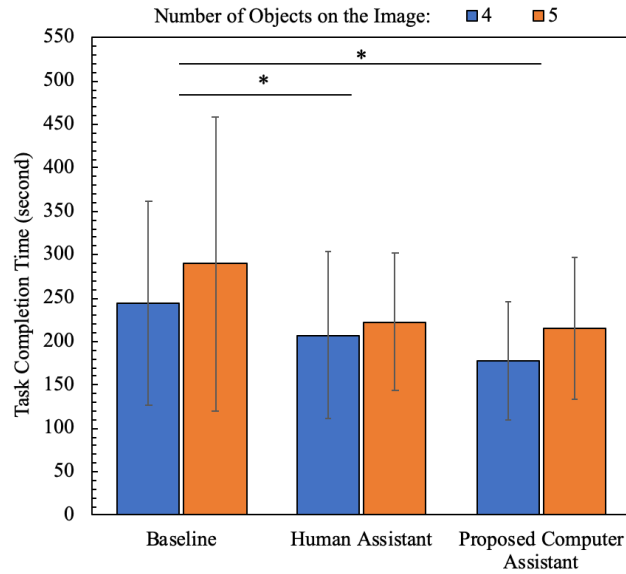 Number of Objects on the Image: 4 5
550
500
450
400
350
300
250
200
150
100
50
0
Task Completion Time (second)
*
*
Baseline
Human Assistant
Proposed Computer
Assistant